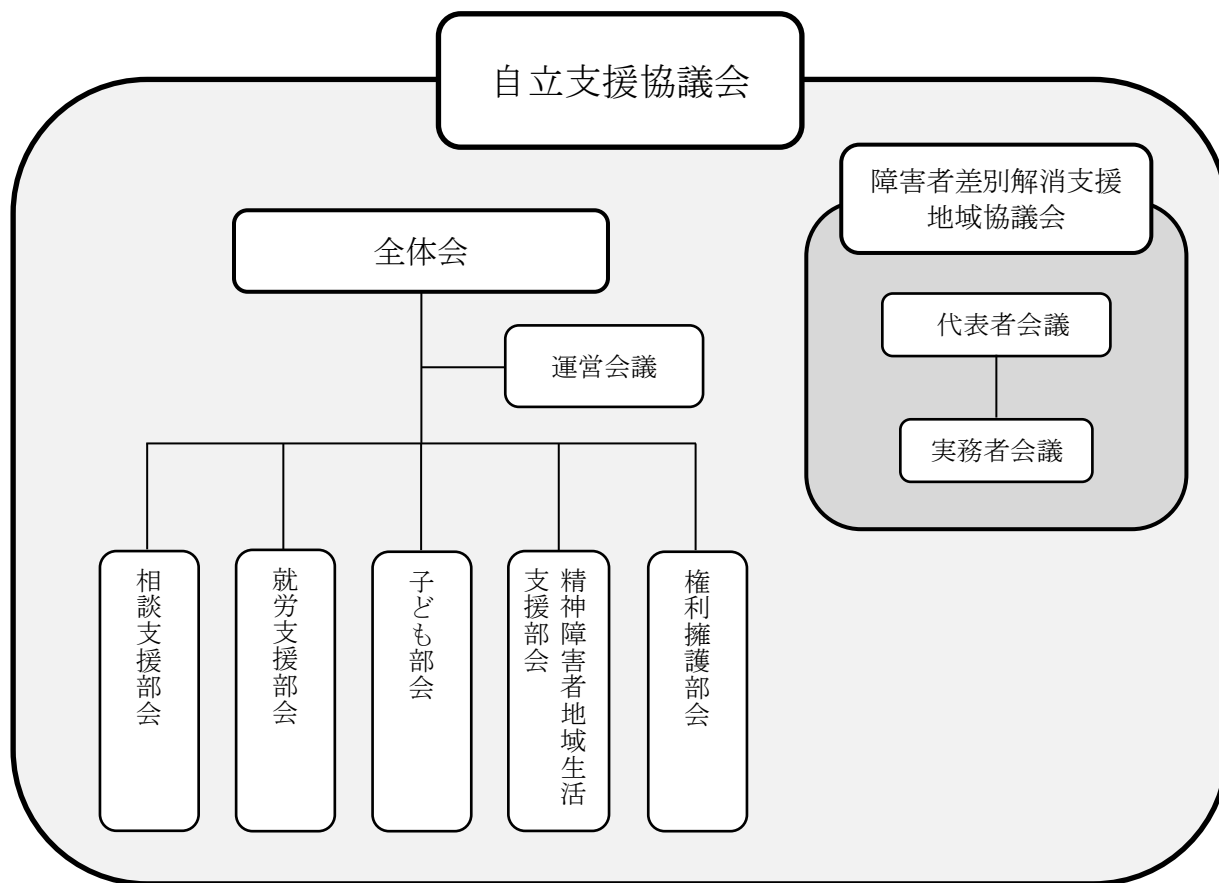 自立支援協議会
障害者差別解消支援
地域協議会
全体会
代表者会議
運営会議
実務者会議
相談支援部会
就労支援部会
子ども部会
精神障害者地域生活
支援部会
権利擁護部会